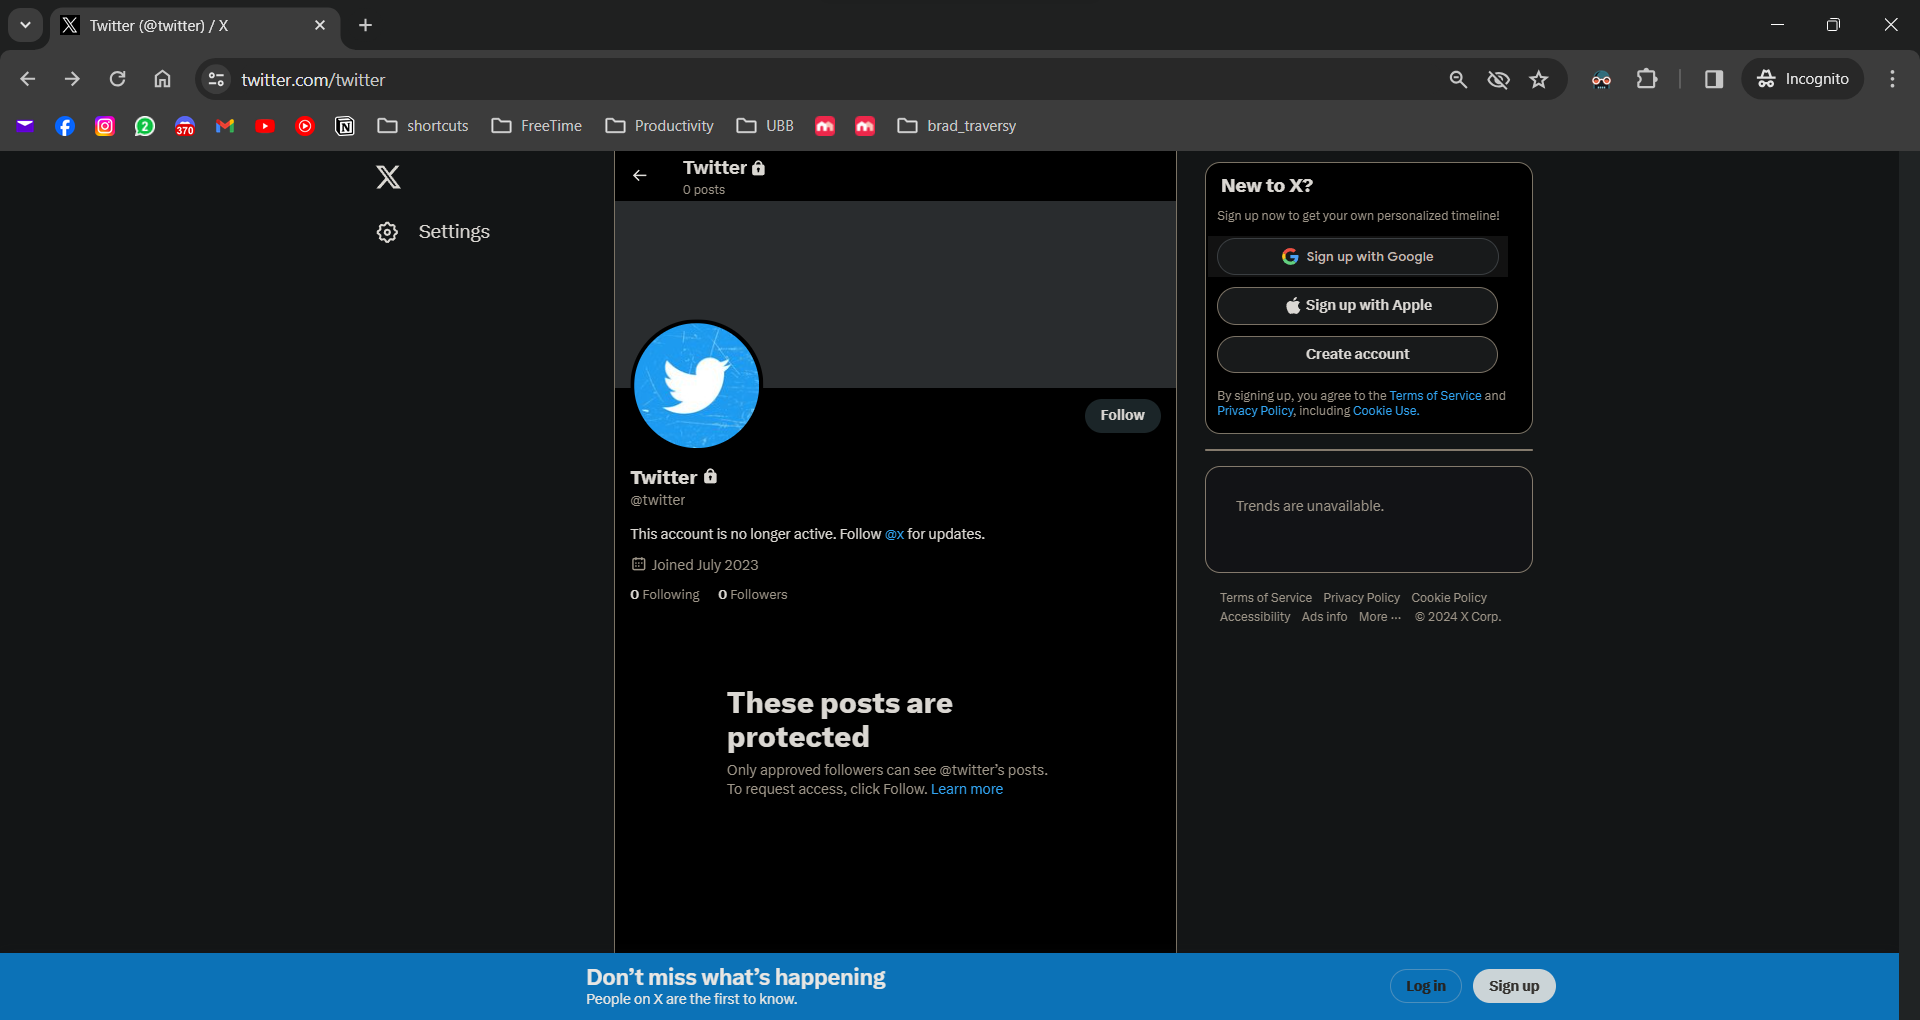 Twitter (@twitter) / X
twitter.com/twitter
Incognito
2
370
shortcuts
FreeTime
Productivity
UBB
brad_traversy
Settings
Twitter
0 posts
Follow
Twitter
@twitter
This account is no longer active. Follow @x for updates.
Joined July 2023
0 Following 0 Followers
These posts are
protected
Only approved followers can see @twitter’s posts.
To request access, click Follow. Learn more
New to X?
Sign up now to get your own personalized timeline!
Sign up with Google
Sign up with Apple
Create account
By signing up, you agree to the Terms of Service and
Privacy Policy, including Cookie Use.
Trends are unavailable.
Terms of Service Privacy Policy Cookie Policy
Accessibility Ads info More ··· © 2024 X Corp.
Don’t miss what’s happening
People on X are the first to know.
Log in
Sign up